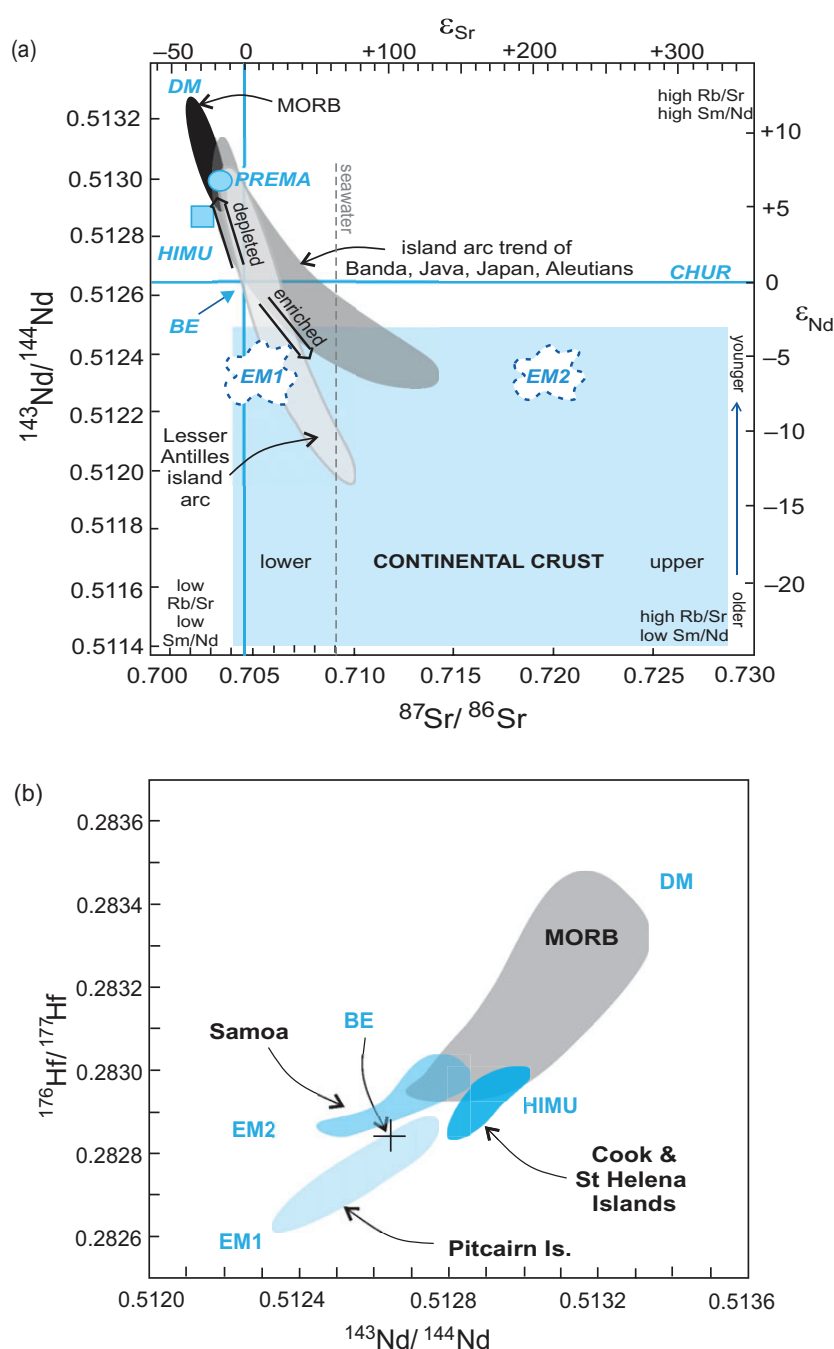 (a)
εSr
–50 0 +100 +200 +300
DM
MORB
high Rb/Sr
high Sm/Nd
0.5132
0.5130
0.5128
0.5126
0.5124
0.5122
0.5120
0.5118
0.5116
0.5114
143Nd/144Nd
+10
+5
0
–5
–10
–15
–20
εNd
PREMA
seawater
HIMU
depleted
island arc trend of
Banda, Java, Japan, Aleutians
CHUR
BE
enriched
EM1
EM2
younger
Lesser
Antilles
island
arc
lower
CONTINENTAL CRUST
upper
older
low
Rb/Sr
low
Sm/Nd
high Rb/Sr
low Sm/Nd
0.700 0.705 0.710 0.715 0.720 0.725 0.730
87Sr/ 86Sr
(b)
0.2836
0.2834
0.2832
0.2830
0.2828
0.2826
176Hf/ 177Hf
DM
MORB
BE
Samoa
EM2
HIMU
Cook &
St Helena
Islands
EM1
Pitcairn Is.
0.5120 0.5124 0.5128 0.5132 0.5136
143Nd/ 144Nd